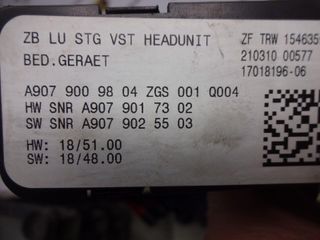 ZB LU STG VST HEADUNIT
ZF TRW 154635
BED.GERAET
210310 00577
17018196-06
A907 900 98 04 ZGS 001 Q004
HW SNR A907 901 73 02
SW SNR A907 902 55 03
HW: 18/51.00
SW: 18/48.00